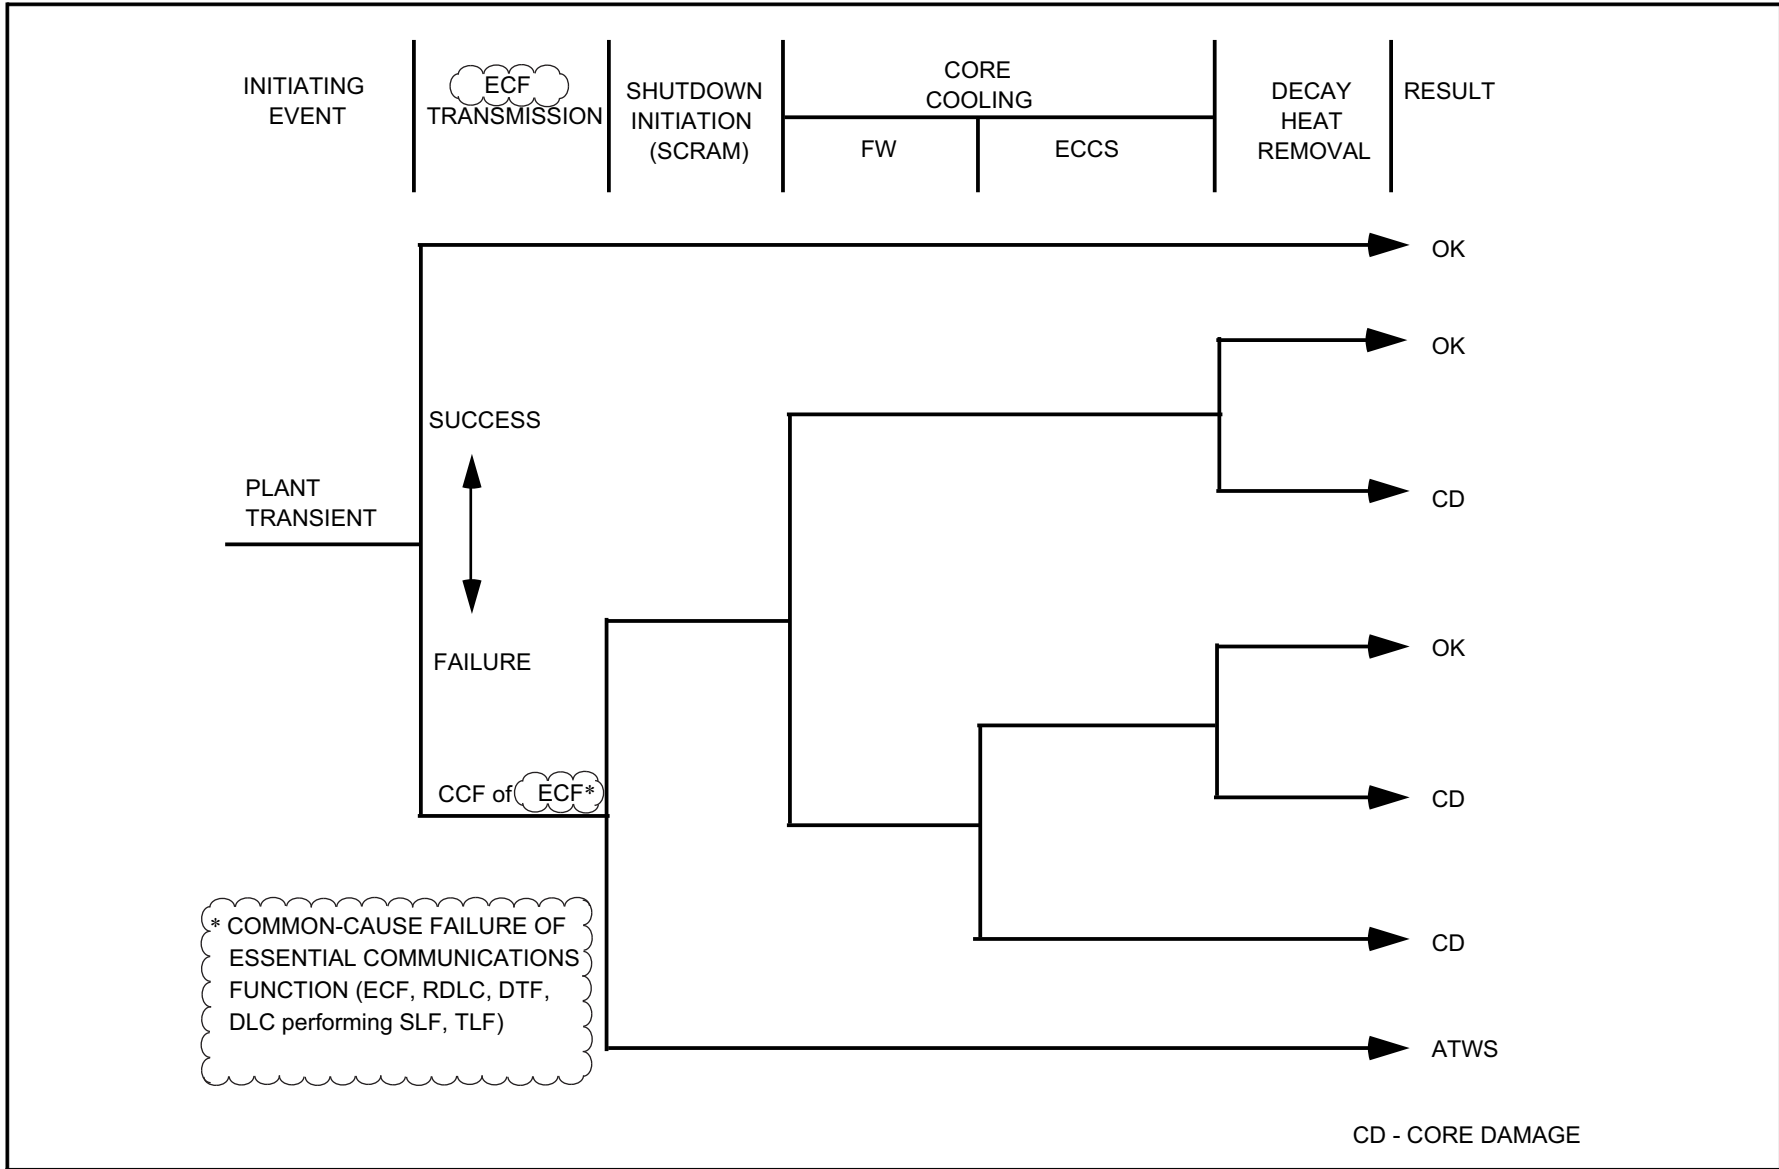 INITIATING
EVENT
ECF
TRANSMISSION
SHUTDOWN
INITIATION
(SCRAM)
CORE
COOLING
FW
ECCS
DECAY
HEAT
REMOVAL
RESULT
OK
OK
SUCCESS
PLANT
TRANSIENT
CD
FAILURE
OK
CCF of ECF*
CD
* COMMON-CAUSE FAILURE OF
ESSENTIAL COMMUNICATIONS
FUNCTION (ECF, RDLC, DTF,
DLC performing SLF, TLF)
CD
ATWS
CD - CORE DAMAGE